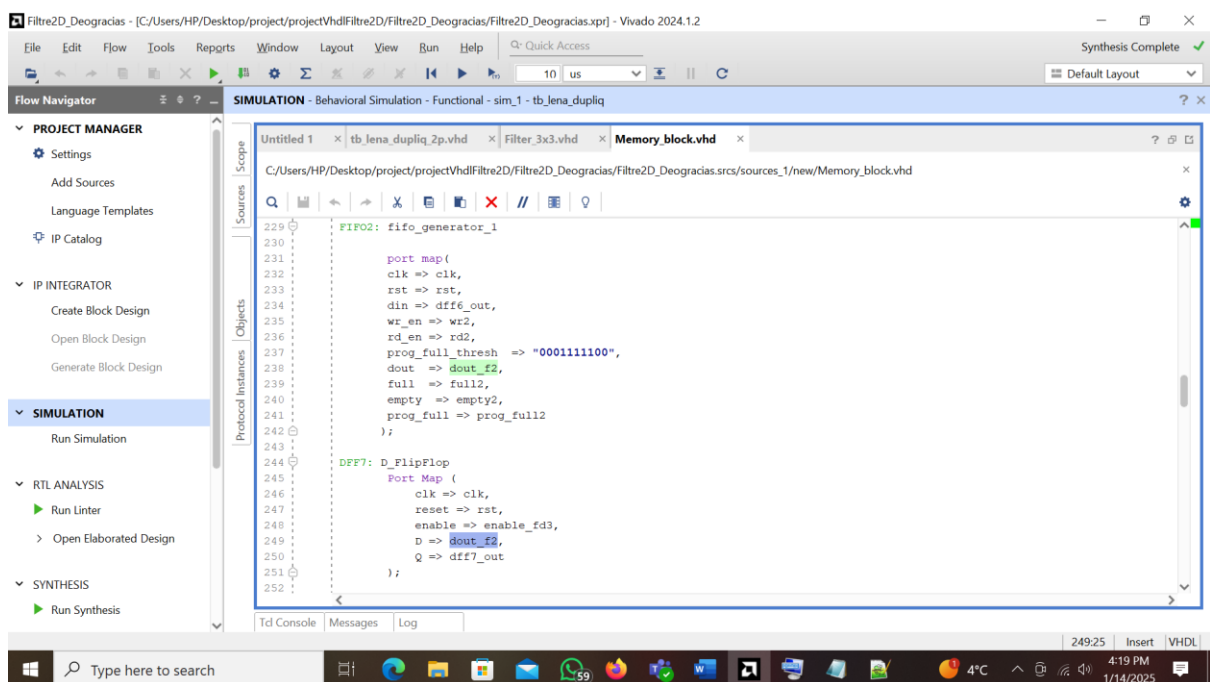 Filtre2D_Deogracias - [C:/Users/HP/Desktop/project/projectVhdlFiltre2D/Filtre2D_Deogracias/Filtre2D_Deogracias.xpr] - Vivado 2024.1.2
File Edit Flow Tools Reports Window Layout View Run Help Quick Access Synthesis Complete
10 us Default Layout
Flow Navigator
SIMULATION - Behavioral Simulation - Functional - sim_1 - tb_lena_dupliq
PROJECT MANAGER
Settings
Add Sources
Language Templates
IP Catalog
IP INTEGRATOR
Create Block Design
Open Block Design
Generate Block Design
SIMULATION
Run Simulation
RTL ANALYSIS
Run Linter
Open Elaborated Design
SYNTHESIS
Run Synthesis
Scope
Sources
Objects
Protocol Instances
Untitled 1 tb_lena_dupliq_2p.vhd Filter_3x3.vhd Memory_block.vhd
C:/Users/HP/Desktop/project/projectVhdlFiltre2D/Filtre2D_Deogracias/Filtre2D_Deogracias.srcs/sources_1/new/Memory_block.vhd
229 FIFO2: fifo_generator_1
230
231 port map(
232 clk => clk,
233 rst => rst,
234 din => dff6_out,
235 wr_en => wr2,
236 rd_en => rd2,
237 prog_full_thresh => "0001111100",
238 dout => dout_f2,
239 full => full2,
240 empty => empty2,
241 prog_full => prog_full2
242 );
243
244 DFF7: D_FlipFlop
245 Port Map (
246 clk => clk,
247 reset => rst,
248 enable => enable_fd3,
249 D => dout_f2,
250 Q => dff7_out
251 );
252
Tcl Console Messages Log
249:25 Insert VHDL
Type here to search
59
4°C
4:19 PM
1/14/2025